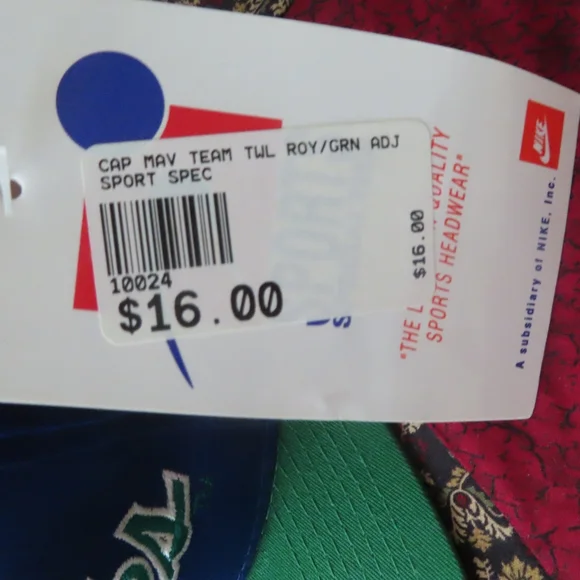 CAP MAV TEAM TWL ROY/GRN ADJ
SPORT SPEC
10024
$16.00
$16.00
"THE L QUALITY
SPORTS HEADWEAR"
NIKE
A subsidiary of NIKE, Inc.